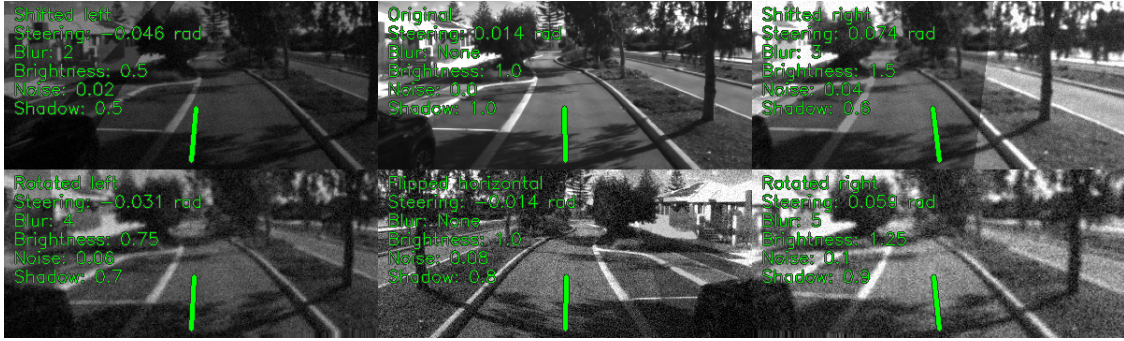 Shifted left
Steering: -0.046 rad
Blur: 2
Brightness: 0.5
Noise: 0.02
Shadow: 0.5
Original
Steering: 0.014 rad
Blur: None
Brightness: 1.0
Noise: 0.0
Shadow: 1.0
Shifted right
Steering: 0.074 rad
Blur: 3
Brightness: 1.5
Noise: 0.04
Shadow: 0.6
Rotated left
Steering: -0.031 rad
Blur: 4
Brightness: 0.75
Noise: 0.06
Shadow: 0.7
Flipped horizontal
Steering: -0.014 rad
Blur: None
Brightness: 1.0
Noise: 0.08
Shadow: 0.8
Rotated right
Steering: 0.059 rad
Blur: 5
Brightness: 1.25
Noise: 0.1
Shadow: 0.9